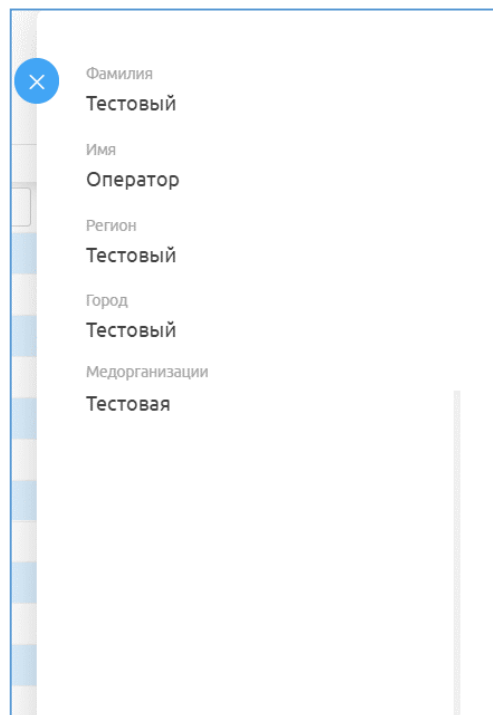 Фамилия
Тестовый
Имя
Оператор
Регион
Тестовый
Город
Тестовый
Медорганизации
Тестовая